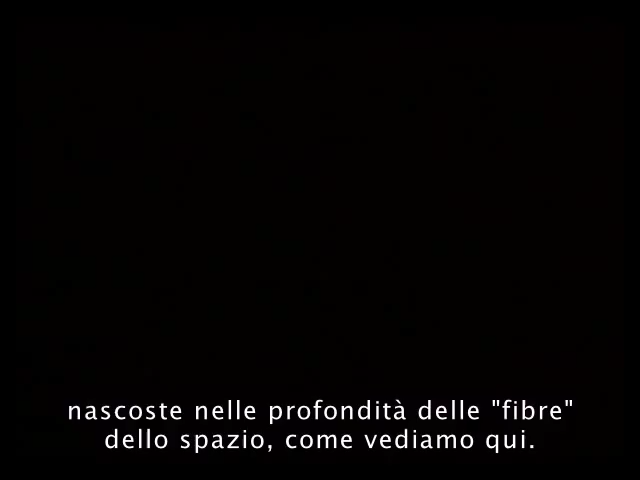 nascoste nelle profondità delle "fibre"
dello spazio, come vediamo qui.